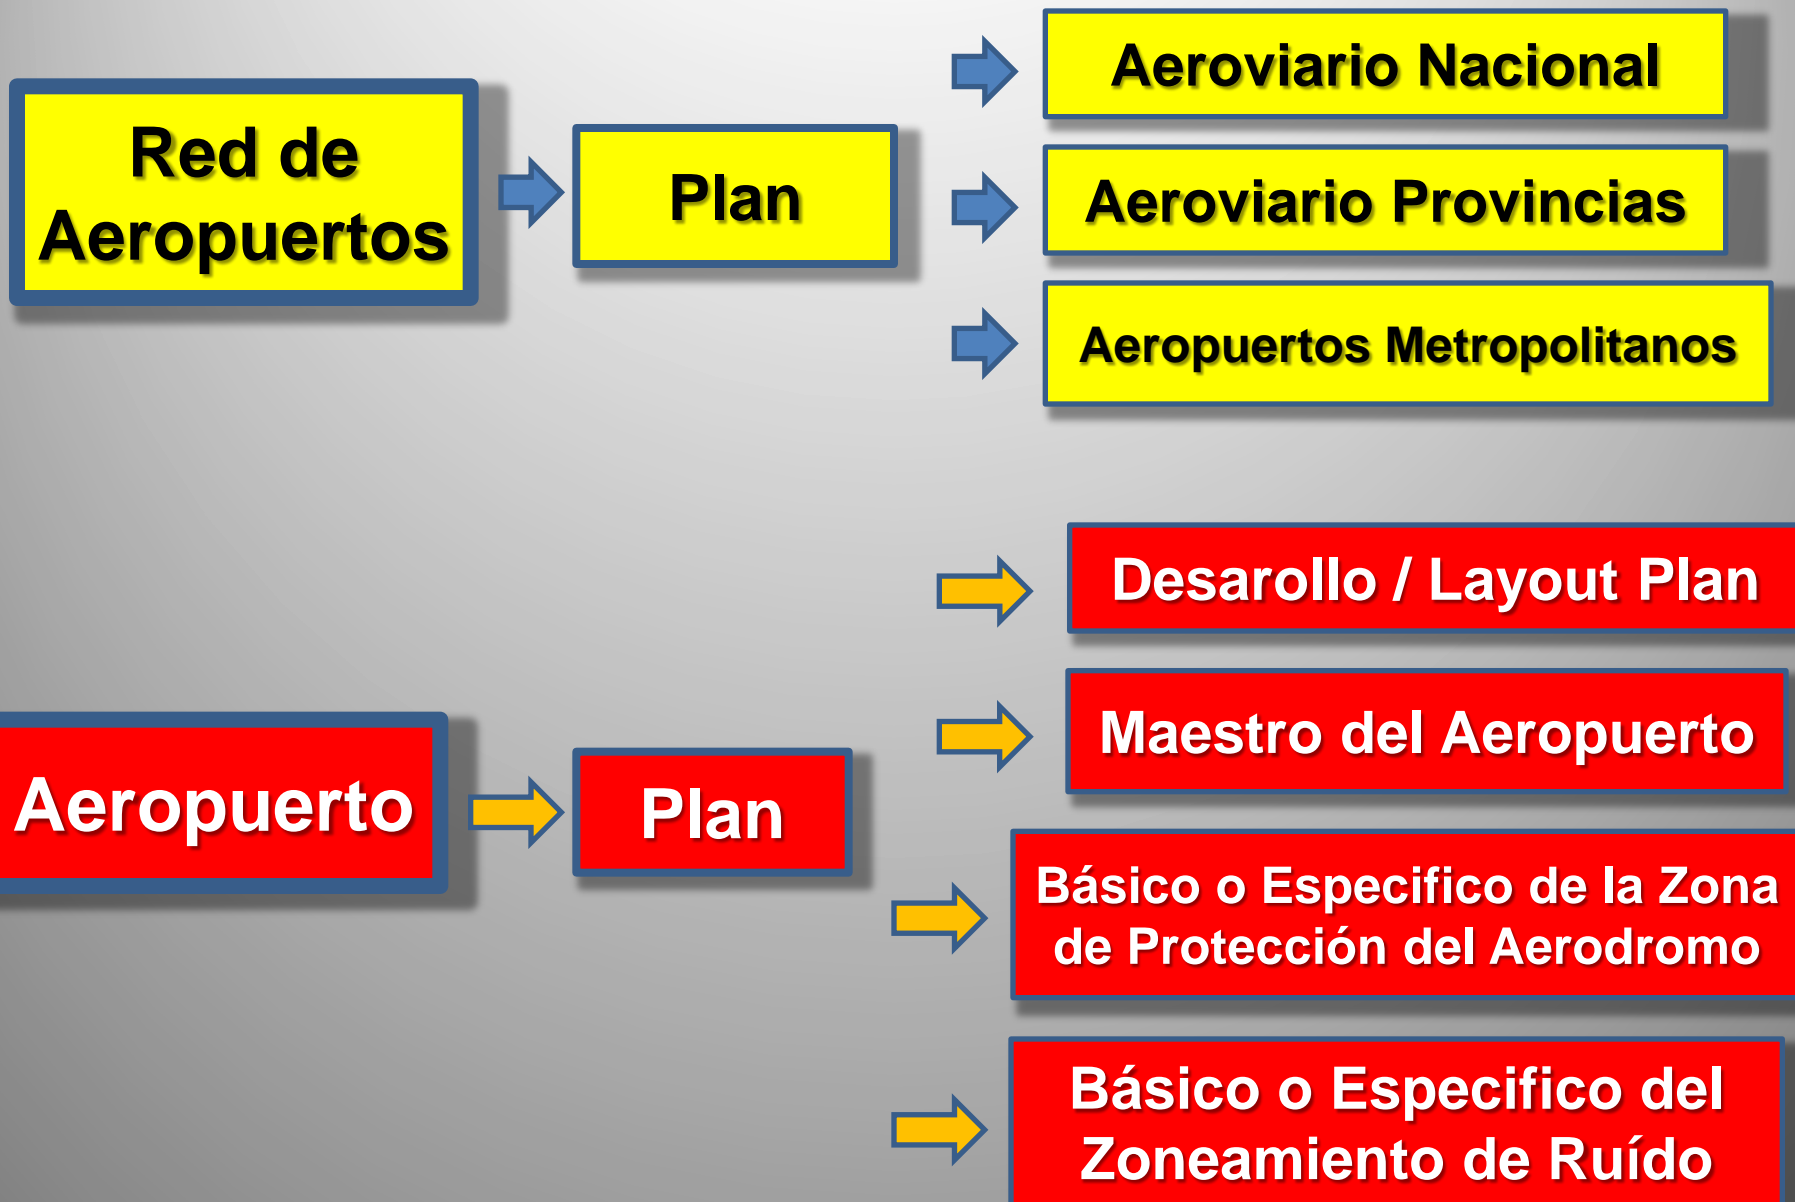 Red de
Aeropuertos
Plan
Aeroviario Nacional
Aeroviario Provincias
Aeropuertos Metropolitanos
Aeropuerto
Plan
Desarollo / Layout Plan
Maestro del Aeropuerto
Básico o Especifico de la Zona
de Protección del Aerodromo
Básico o Especifico del
Zoneamiento de Ruído